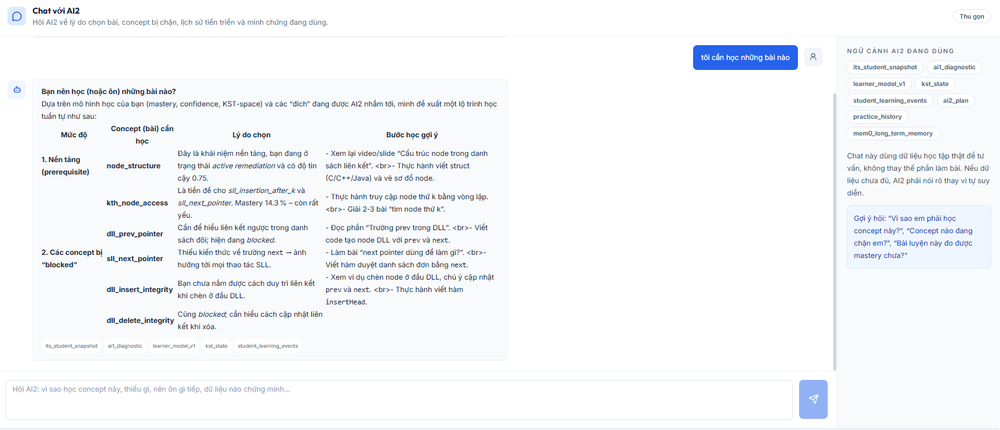 Chat với AI2
Hỏi AI2 về lý do chọn bài, concept bị chặn, lịch sử tiến triển và minh chứng đang dùng.
Thu gọn
tôi cần học những bài nào
Bạn nên học (hoặc ôn) những bài nào?
Dựa trên mô hình học của bạn (mastery, confidence, KST-space) và các “đích” đang được AI2 nhắm tới, mình đề xuất một lộ trình học
tuần tự như sau:
Mức độ
Concept (bài) cần
học
Lý do chọn
Bước học gợi ý
1. Nền tảng
(prerequisite)
node_structure
Đây là khái niệm nền tảng, bạn đang ở
trạng thái active remediation và có độ tin
cậy 0.75.
- Xem lại video/slide “Cấu trúc node trong danh
sách liên kết”. <br>- Thực hành viết struct
(C/C++/Java) và vẽ sơ đồ node.
2. Các concept bị
“blocked”
kth_node_access
Là tiền đề cho sll_insertion_after_k và
sll_next_pointer. Mastery 14.3 % – còn rất
yếu.
- Thực hành truy cập node thứ k bằng vòng lặp.
<br>- Giải 2-3 bài “tìm node thứ k”.
dll_prev_pointer
Cần để hiểu liên kết ngược trong danh
sách đôi; hiện đang blocked.
- Đọc phần “Trường prev trong DLL”. <br>- Viết
code tạo node DLL với prev và next.
sll_next_pointer
Thiếu kiến thức về trường next → ảnh
hưởng tới mọi thao tác SLL.
- Làm bài “next pointer dùng để làm gì?”. <br>-
Viết hàm duyệt danh sách đơn bằng next.
dll_insert_integrity
Bạn chưa nắm được cách duy trì liên kết
khi chèn ở đầu DLL.
- Xem ví dụ chèn node ở đầu DLL, chú ý cập nhật
prev và next. <br>- Thực hành viết hàm
insertHead.
dll_delete_integrity
Cũng blocked; cần hiểu cách cập nhật liên
kết khi xóa.
its_student_snapshot ai1_diagnostic learner_model_v1 kst_state student_learning_events
Hỏi AI2: vì sao học concept này, thiếu gì, nên ôn gì tiếp, dữ liệu nào chứng minh...
NGỮ CẢNH AI2 ĐANG DÙNG
its_student_snapshot ai1_diagnostic
learner_model_v1 kst_state
student_learning_events ai2_plan
practice_history
mem0_long_term_memory
Chat này dùng dữ liệu học tập thật để tư
vấn, không thay thế phần làm bài. Nếu dữ
liệu chưa đủ, AI2 phải nói rõ thay vì tự suy
diễn.
Gợi ý hỏi: “Vì sao em phải học
concept này?”, “Concept nào đang
chặn em?”, “Bài luyện này đo được
mastery chưa?”